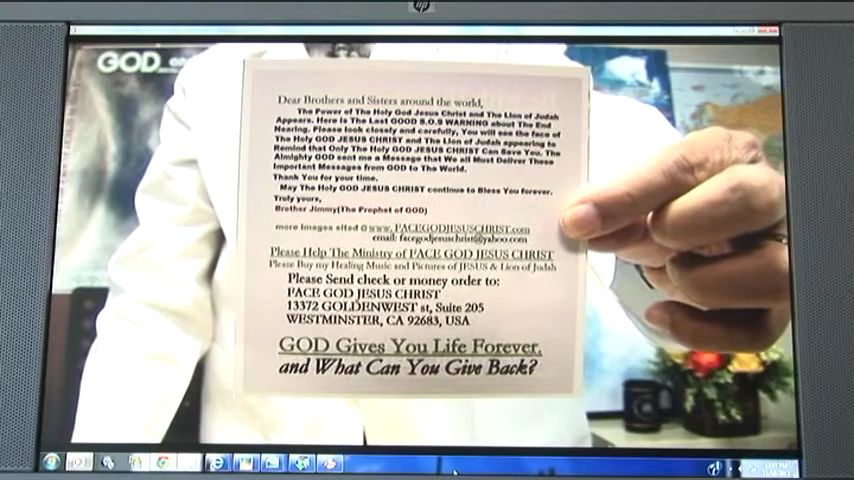 hp
GOD
Dear Brothers and Sisters around the world,
The Power of The Holy God Jesus Christ and The Lion of Judah
Appears. Here is The Last GOOD S.O.S WARNING about The End
Nearing. Please look closely and carefully, You will see the face of
The Holy GOD JESUS CHRIST and The Lion of Judah appearing to
Remind that Only The Holy GOD JESUS CHRIST Can Save You. The
Almighty GOD sent me a Message that We all Must Deliver These
Important Messages from GOD to The World.
Thank You for your time.
May The Holy GOD JESUS CHRIST continue to Bless You forever.
Truly yours,
Brother Jimmy(The Prophet of GOD)
more images sited @www.FACEGODJESUSCHRIST.com
email: facegodjesuschrist@yahoo.com
Please Help The Ministry of FACE GOD JESUS CHRIST
Please Buy my Healing Music and Pictures of JESUS & Lion of Judah
Please Send check or money order to:
FACE GOD JESUS CHRIST
13372 GOLDENWEST st, Suite 205
WESTMINSTER, CA 92683, USA
GOD Gives You Life Forever,
and What Can You Give Back?